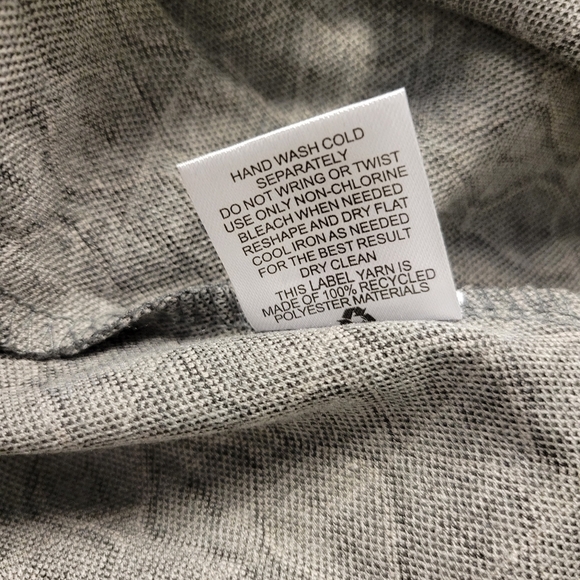 HAND WASH COLD
SEPARATELY
DO NOT WRING OR TWIST
USE ONLY NON-CHLORINE
BLEACH WHEN NEEDED
RESHAPE AND DRY FLAT
COOL IRON AS NEEDED
FOR THE BEST RESULT
DRY CLEAN
THIS LABEL YARN IS
MADE OF 100% RECYCLED
POLYESTER MATERIALS